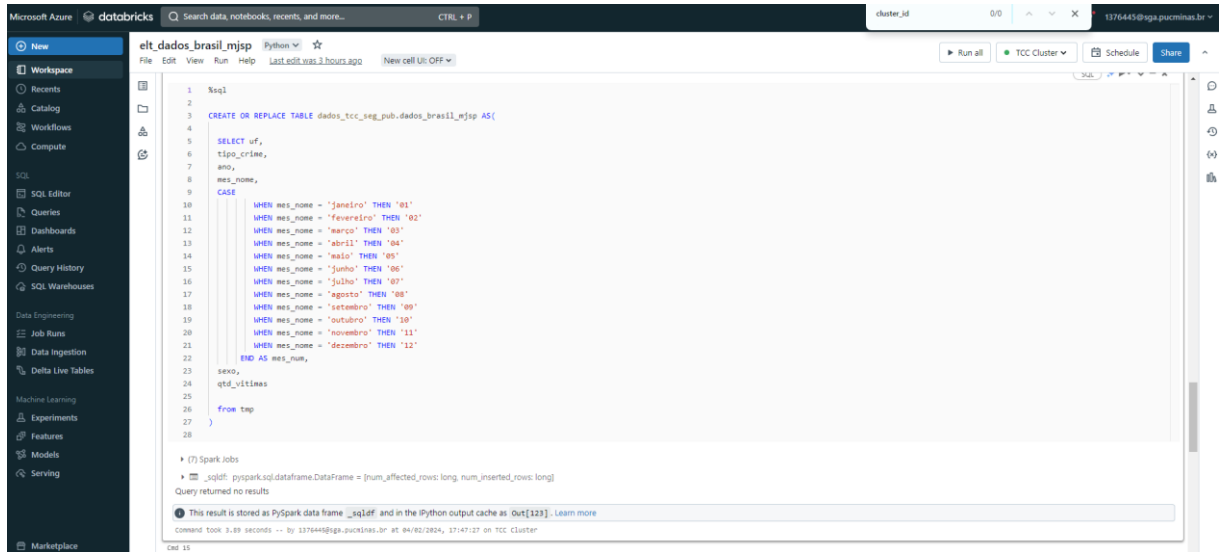 Microsoft Azure databricks Search data, notebooks, recents, and more... CTRL + P cluster_id 0/0 1376445@sga.pucminas.br
New
Workspace
Recents
Catalog
Workflows
Compute
SQL
SQL Editor
Queries
Dashboards
Alerts
Query History
SQL Warehouses
Data Engineering
Job Runs
Data Ingestion
Delta Live Tables
Machine Learning
Experiments
Features
Models
Serving
Marketplace
elt_dados_brasil_mjsp Python
File Edit View Run Help Last edit was 3 hours ago New cell UI: OFF
Run all TCC Cluster Schedule Share
SQL
1 %sql
2
3 CREATE OR REPLACE TABLE dados_tcc_seg_pub.dados_brasil_mjsp AS(
4
5 SELECT uf,
6 tipo_crime,
7 ano,
8 mes_nome,
9 CASE
10 WHEN mes_nome = 'janeiro' THEN '01'
11 WHEN mes_nome = 'fevereiro' THEN '02'
12 WHEN mes_nome = 'março' THEN '03'
13 WHEN mes_nome = 'abril' THEN '04'
14 WHEN mes_nome = 'maio' THEN '05'
15 WHEN mes_nome = 'junho' THEN '06'
16 WHEN mes_nome = 'julho' THEN '07'
17 WHEN mes_nome = 'agosto' THEN '08'
18 WHEN mes_nome = 'setembro' THEN '09'
19 WHEN mes_nome = 'outubro' THEN '10'
20 WHEN mes_nome = 'novembro' THEN '11'
21 WHEN mes_nome = 'dezembro' THEN '12'
22 END AS mes_num,
23 sexo,
24 qtd_vitimas
25
26 from tmp
27 )
28
(7) Spark Jobs
_sqldf: pyspark.sql.dataframe.DataFrame = [num_affected_rows: long, num_inserted_rows: long]
Query returned no results
This result is stored as PySpark data frame _sqldf and in the IPython output cache as Out[123]. Learn more
Command took 3.89 seconds -- by 1376445@sga.pucminas.br at 04/02/2024, 17:47:27 on TCC Cluster
Cmd 15